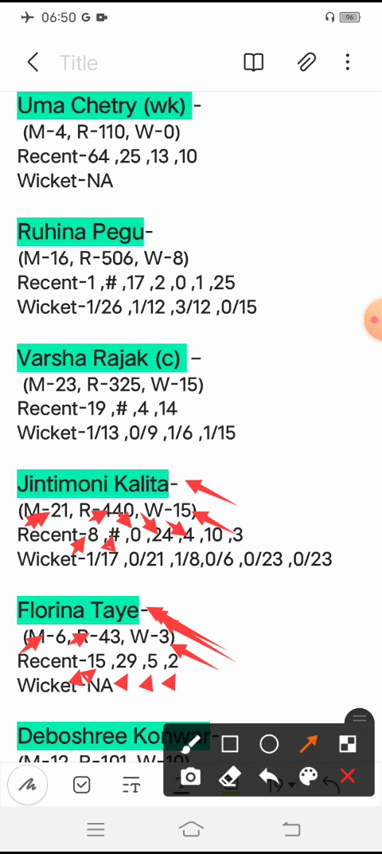 06:50 G
96
Title
Uma Chetry (wk) -
(M-4, R-110, W-0)
Recent-64 ,25 ,13 ,10
Wicket-NA
Ruhina Pegu-
(M-16, R-506, W-8)
Recent-1 ,# ,17 ,2 ,0 ,1 ,25
Wicket-1/26 ,1/12 ,3/12 ,0/15
Varsha Rajak (c) –
(M-23, R-325, W-15)
Recent-19 ,# ,4 ,14
Wicket-1/13 ,0/9 ,1/6 ,1/15
Jintimoni Kalita-
(M-21, R-440, W-15)
Recent-8 ,# ,0 ,24 ,4 ,10 ,3
Wicket-1/17 ,0/21 ,1/8,0/6 ,0/23 ,0/23
Florina Taye-
(M-6, R-43, W-3)
Recent-15 ,29 ,5 ,2
Wicket-NA
Deboshree Konwar-